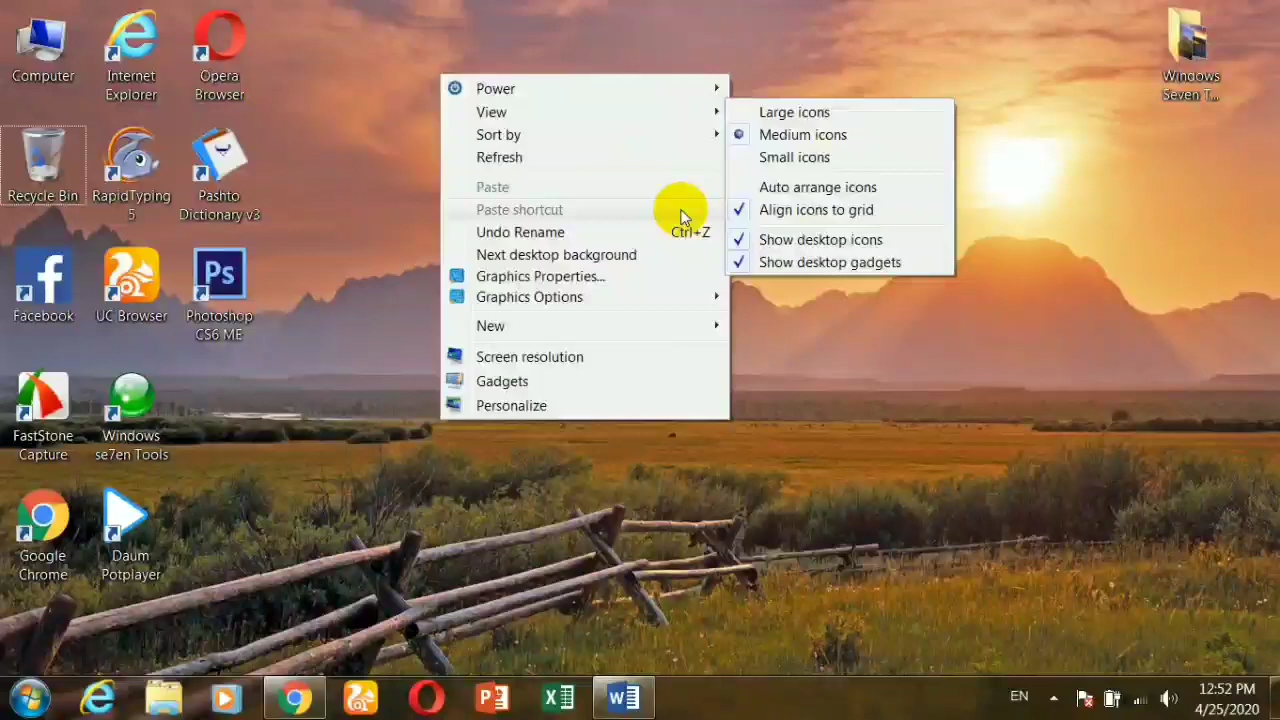 Computer
Internet
Explorer
Opera
Browser
Windows
Seven T...
Recycle Bin
RapidTyping
5
Pashto
Dictionary v3
Facebook
UC Browser
Photoshop
CS6 ME
FastStone
Capture
Windows
se7en Tools
Google
Chrome
Daum
Potplayer
Power
View
Sort by
Refresh
Paste
Paste shortcut
Undo Rename Ctrl+Z
Next desktop background
Graphics Properties...
Graphics Options
New
Screen resolution
Gadgets
Personalize
Large icons
Medium icons
Small icons
Auto arrange icons
Align icons to grid
Show desktop icons
Show desktop gadgets
EN
12:52 PM
4/25/2020